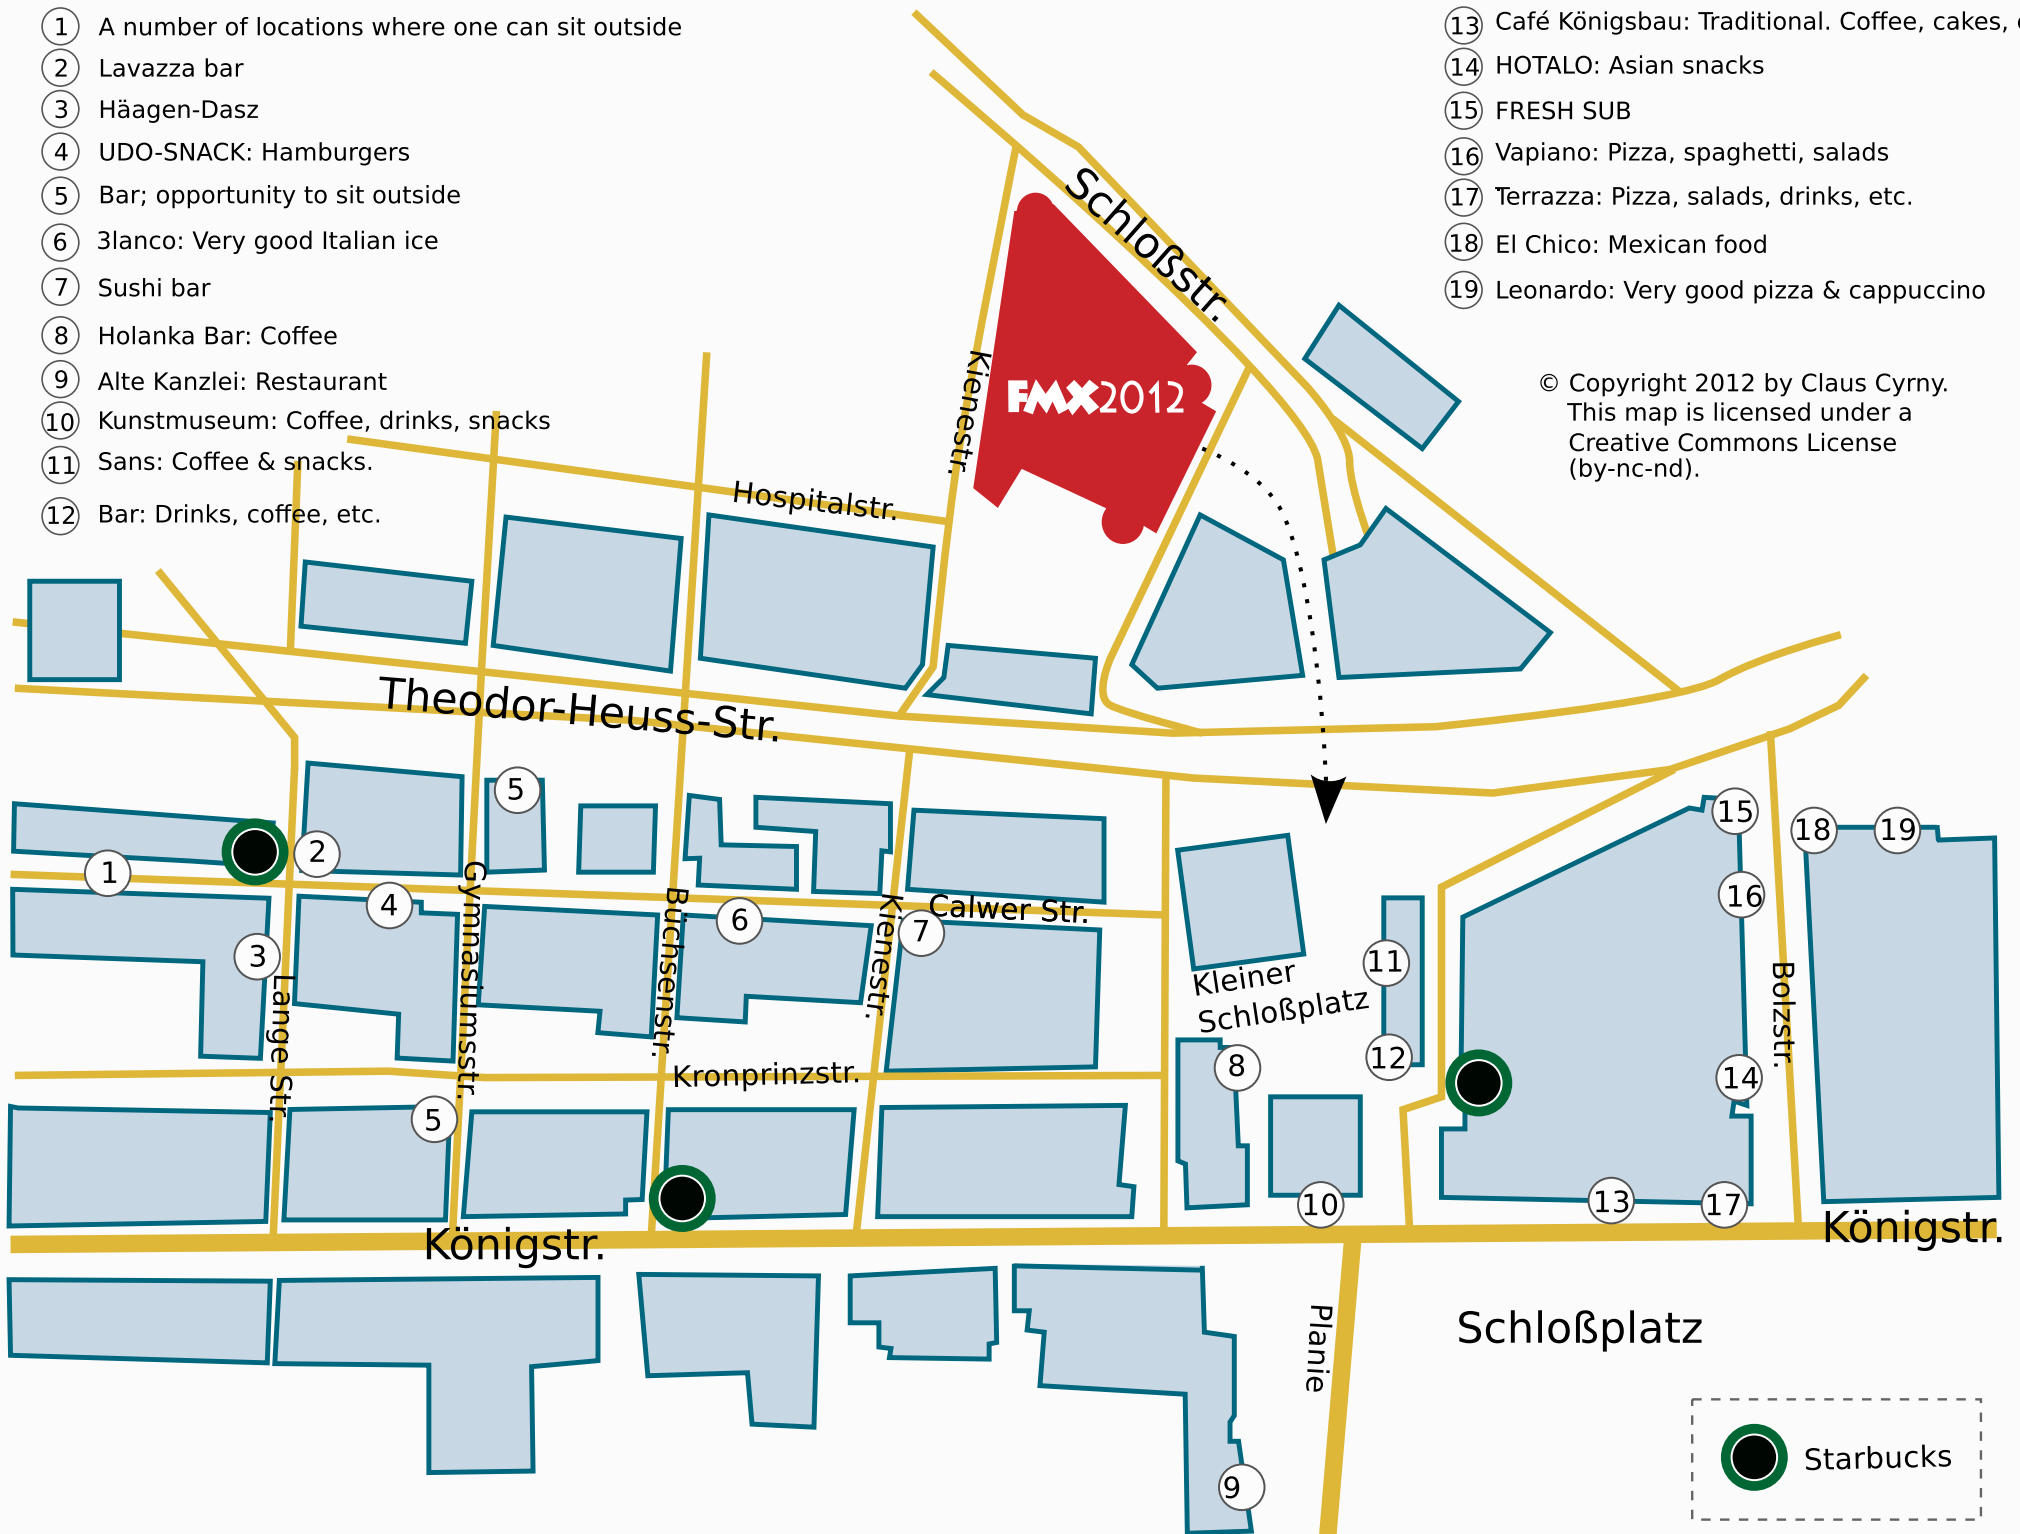 1 A number of locations where one can sit outside
2 Lavazza bar
3 Häagen-Dasz
4 UDO-SNACK: Hamburgers
5 Bar; opportunity to sit outside
6 3lanco: Very good Italian ice
7 Sushi bar
8 Holanka Bar: Coffee
9 Alte Kanzlei: Restaurant
10 Kunstmuseum: Coffee, drinks, snacks
11 Sans: Coffee & snacks.
12 Bar: Drinks, coffee, etc.
13 Café Königsbau: Traditional. Coffee, cakes,
14 HOTALO: Asian snacks
15 FRESH SUB
16 Vapiano: Pizza, spaghetti, salads
17 Terrazza: Pizza, salads, drinks, etc.
18 El Chico: Mexican food
19 Leonardo: Very good pizza & cappuccino
© Copyright 2012 by Claus Cyrny.
This map is licensed under a
Creative Commons License
(by-nc-nd).
Schloßstr.
Kienestr.
FMX2012
Hospitalstr.
Theodor-Heuss-Str.
5
15
18
19
2
1
4
Gymnasiumsstr.
Büchsenstr.
6
Kienestr.
7
Calwer Str.
16
3
Lange Str.
11
Kleiner
Schloßplatz
Bolzstr.
12
8
14
Kronprinzstr.
5
10
13
17
Königstr.
Königstr.
Planie
Schloßplatz
9
Starbucks